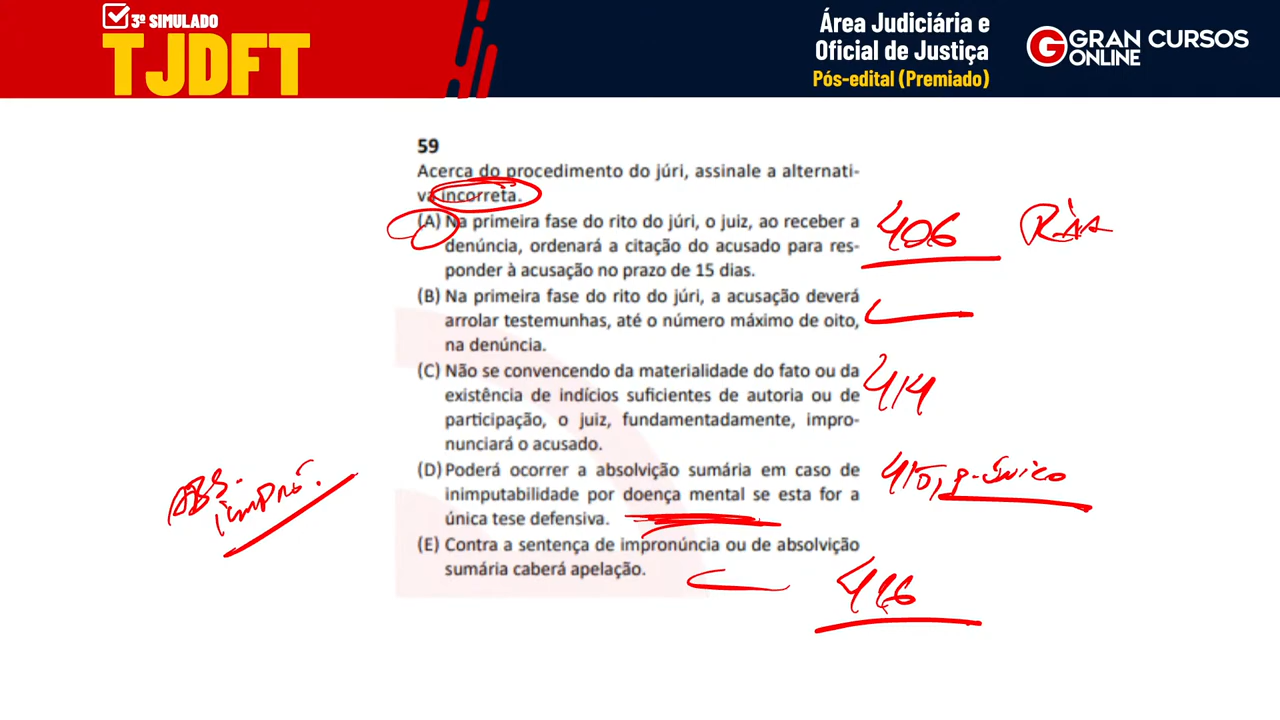 3º SIMULADO
TJDFT
Área Judiciária e
Oficial de Justiça
Pós-edital (Premiado)
GRAN CURSOS
ONLINE
59
Acerca do procedimento do júri, assinale a alternati-
va incorreta.
(A) Na primeira fase do rito do júri, o juiz, ao receber a
denúncia, ordenará a citação do acusado para res-
ponder à acusação no prazo de 15 dias.
406 RÀA
(B) Na primeira fase do rito do júri, a acusação deverá
arrolar testemunhas, até o número máximo de oito,
na denúncia.
(C) Não se convencendo da materialidade do fato ou da
existência de indícios suficientes de autoria ou de
participação, o juiz, fundamentadamente, impro-
nunciará o acusado.
414
(D) Poderá ocorrer a absolvição sumária em caso de
inimputabilidade por doença mental se esta for a
única tese defensiva.
415, p. único
ABS.
impró.
(E) Contra a sentença de impronúncia ou de absolvição
sumária caberá apelação.
416